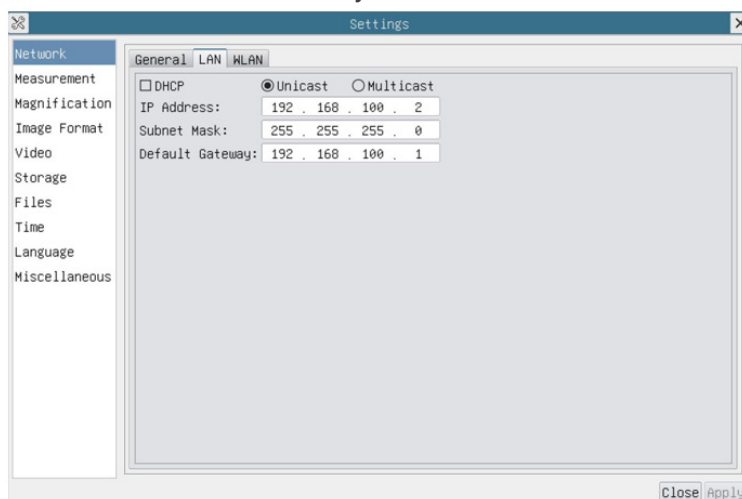 Settings
Network
Measurement
Magnification
Image Format
Video
Storage
Files
Time
Language
Miscellaneous
General LAN WLAN
DHCP Unicast Multicast
IP Address: 192 . 168 . 100 . 2
Subnet Mask: 255 . 255 . 255 . 0
Default Gateway: 192 . 168 . 100 . 1
Close Apply